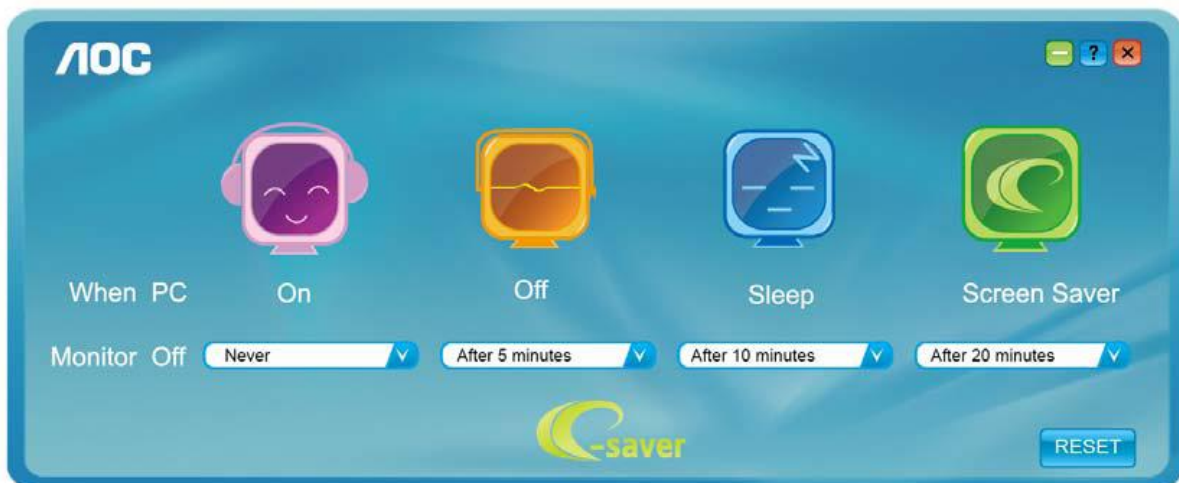 AOC
?
When PC On Off Sleep Screen Saver
Monitor Off Never After 5 minutes After 10 minutes After 20 minutes
e-saver
RESET